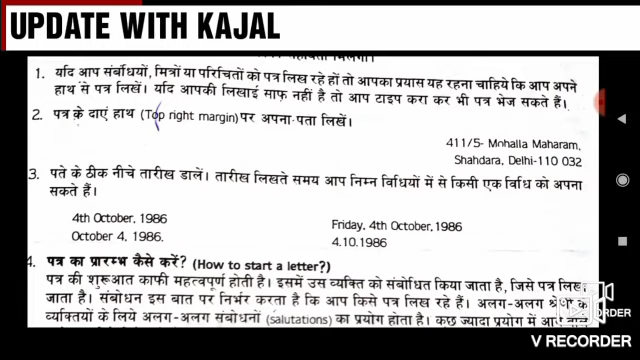 UPDATE WITH KAJAL
1. यदि आप संबंधियों, मित्रों या परिचितों को पत्र लिख रहे हों तो आपका प्रयास यह रहना चाहिये कि आप अपने
हाथ से पत्र लिखें। यदि आपकी लिखाई साफ़ नहीं है तो आप टाइप करा कर भी पत्र भेज सकते हैं।
2. पत्र के दाएं हाथ (Top right margin) पर अपना पता लिखें।
411/5- Mohalla Maharam,
Shahdara, Delhi-110 032
3. पते के ठीक नीचे तारीख डालें। तारीख लिखते समय आप निम्न विधियों में से किसी एक विधि को अपना
सकते हैं।
4th October, 1986
Friday, 4th October, 1986
October 4, 1986.
4.10.1986
4. पत्र का प्रारम्भ कैसे करें? (How to start a letter?)
पत्र की शुरूआत काफी महत्वपूर्ण होती है। इसमें उस व्यक्ति को संबोधित किया जाता है, जिसे पत्र लिखा
जाता है। संबोधन इस बात पर निर्भर करता है कि आप किसे पत्र लिख रहे हैं। अलग-अलग
व्यक्तियों के लिये अलग-अलग संबोधनों (salutations) का प्रयोग होता है। कुछ ज्यादा प्रयोग में आने वाले
V RECORDER